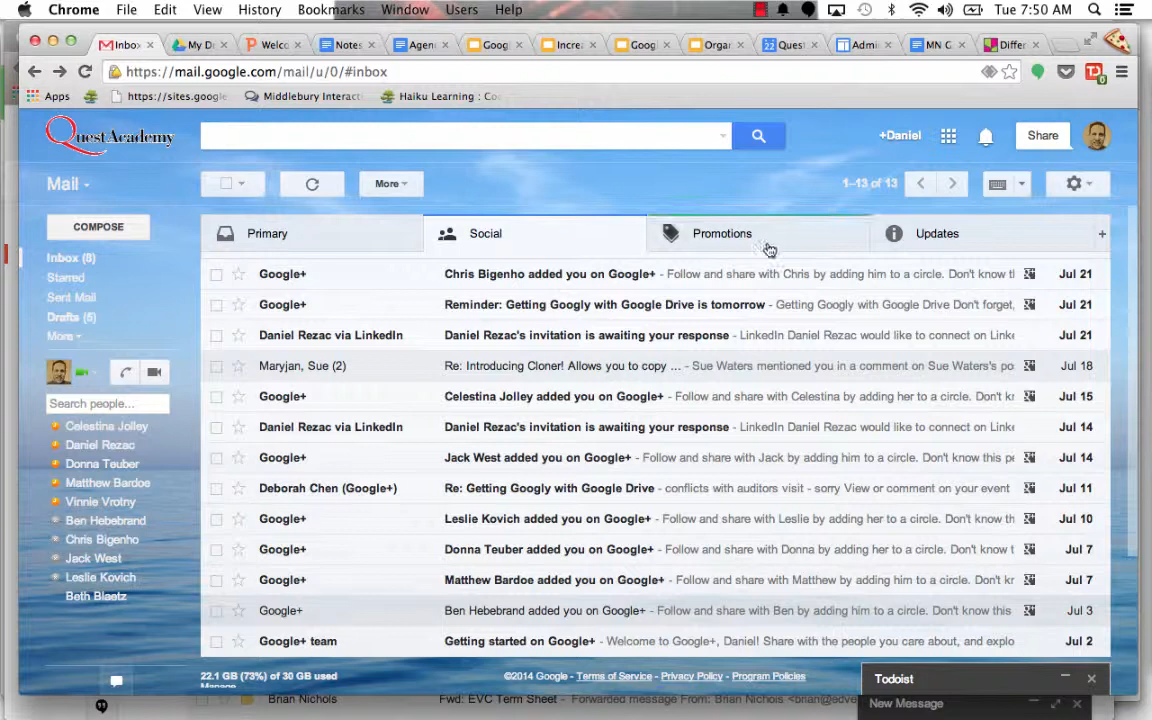 Chrome File Edit View History Bookmarks Window Users Help Tue 7:50 AM
Inbox My Di Welco Notes Agen Goog Increa Goog Organ Quest Admi MN C Differ
https://mail.google.com/mail/u/0/#inbox
Apps https://sites.google Middlebury Interacti Haiku Learning : Co
QuestAcademy +Daniel Share
Mail More 1–13 of 13
COMPOSE Primary Social Promotions Updates +
Inbox (8)
Starred
Sent Mail
Drafts (5)
More
Search people...
Celestina Jolley
Daniel Rezac
Donna Teuber
Matthew Bardoe
Vinnie Vrotny
Ben Hebebrand
Chris Bigenho
Jack West
Leslie Kovich
Beth Blaetz
Google+ Chris Bigenho added you on Google+ - Follow and share with Chris by adding him to a circle. Don't know tl Jul 21
Google+ Reminder: Getting Googly with Google Drive is tomorrow - Getting Googly with Google Drive Don't forget, Jul 21
Daniel Rezac via LinkedIn Daniel Rezac's invitation is awaiting your response - LinkedIn Daniel Rezac would like to connect on Linke Jul 21
Maryjan, Sue (2) Re: Introducing Cloner! Allows you to copy ... - Sue Waters mentioned you in a comment on Sue Waters's po Jul 18
Google+ Celestina Jolley added you on Google+ - Follow and share with Celestina by adding her to a circle. Don't kr Jul 15
Daniel Rezac via LinkedIn Daniel Rezac's invitation is awaiting your response - LinkedIn Daniel Rezac would like to connect on Linke Jul 14
Google+ Jack West added you on Google+ - Follow and share with Jack by adding him to a circle. Don't know this pe Jul 14
Deborah Chen (Google+) Re: Getting Googly with Google Drive - conflicts with auditors visit - sorry View or comment on your event Jul 11
Google+ Leslie Kovich added you on Google+ - Follow and share with Leslie by adding her to a circle. Don't know Jul 10
Google+ Donna Teuber added you on Google+ - Follow and share with Donna by adding her to a circle. Don't know t Jul 7
Google+ Matthew Bardoe added you on Google+ - Follow and share with Matthew by adding him to a circle. Don't kr Jul 7
Google+ Ben Hebebrand added you on Google+ - Follow and share with Ben by adding him to a circle. Don't know this Jul 3
Google+ team Getting started on Google+ - Welcome to Google+, Daniel! Share with the people you care about, and explo Jul 2
22.1 GB (73%) of 30 GB used ©2014 Google - Terms of Service - Privacy Policy - Program Policies Todoist
Manage
Brian Nichols Fwd: EVC Term Sheet - Forwarded message From: Brian Nichols New Message